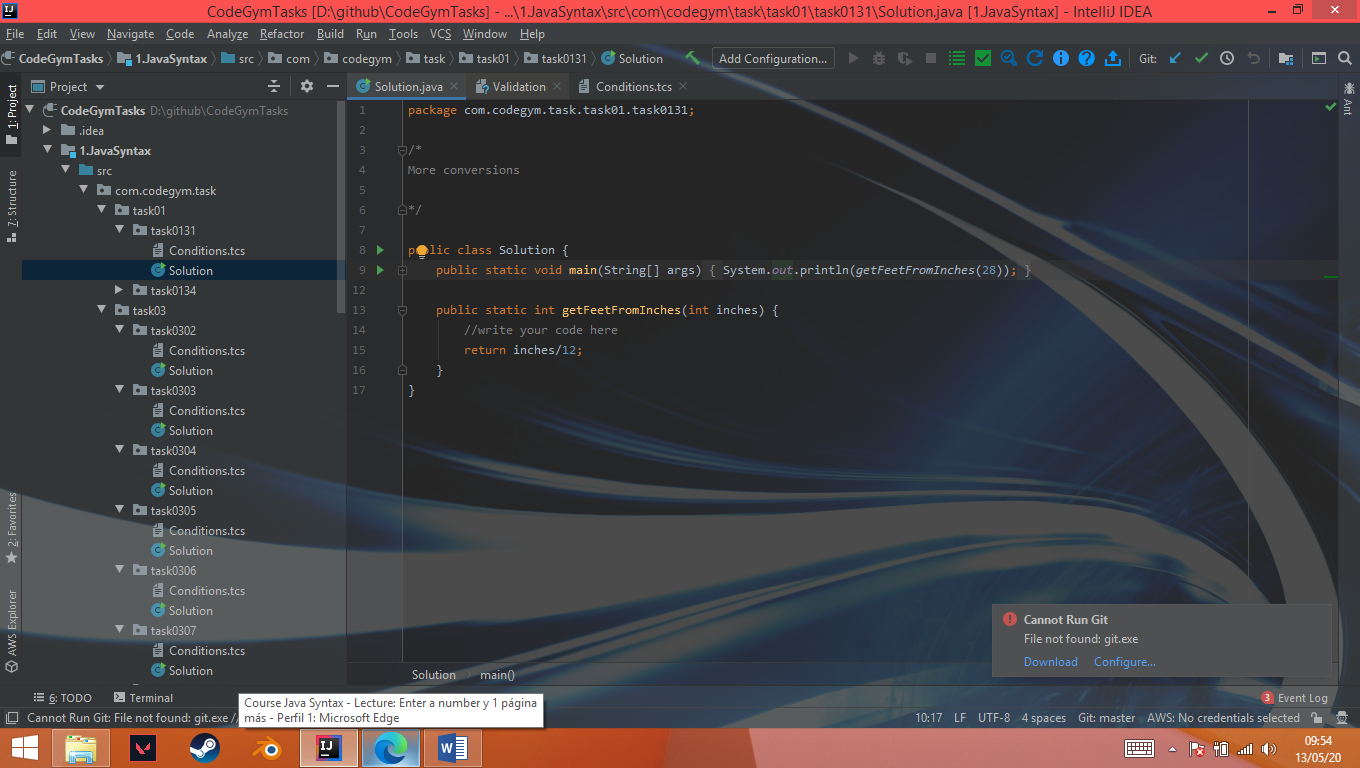 CodeGymTasks [D:\github\CodeGymTasks] - ...\1.JavaSyntax\src\com\codegym\task\task01\task0131\Solution.java [1.JavaSyntax] - IntelliJ IDEA
File Edit View Navigate Code Analyze Refactor Build Run Tools VCS Window Help
CodeGymTasks 1.JavaSyntax src com codegym task task01 task0131 Solution Add Configuration... Git:
Project
Solution.java Validation Conditions.tcs
1: Project
7: Structure
2: Favorites
AWS Explorer
Ant
CodeGymTasks D:\github\CodeGymTasks
.idea
1.JavaSyntax
src
com.codegym.task
task01
task0131
Conditions.tcs
Solution
task0134
task03
task0302
Conditions.tcs
Solution
task0303
Conditions.tcs
Solution
task0304
Conditions.tcs
Solution
task0305
Conditions.tcs
Solution
task0306
Conditions.tcs
Solution
task0307
Conditions.tcs
Solution
1 package com.codegym.task.task01.task0131;
2
3 /*
4 More conversions
5
6 */
7
8 public class Solution {
9 public static void main(String[] args) { System.out.println(getFeetFromInches(28)); }
12
13 public static int getFeetFromInches(int inches) {
14 //write your code here
15 return inches/12;
16 }
17 }
Cannot Run Git
File not found: git.exe
Download Configure...
Solution main()
6: TODO Terminal
3 Event Log
Course Java Syntax - Lecture: Enter a number y 1 página
más - Perfil 1: Microsoft Edge
Cannot Run Git: File not found: git.exe //
10:17 LF UTF-8 4 spaces Git: master AWS: No credentials selected
09:54
13/05/20